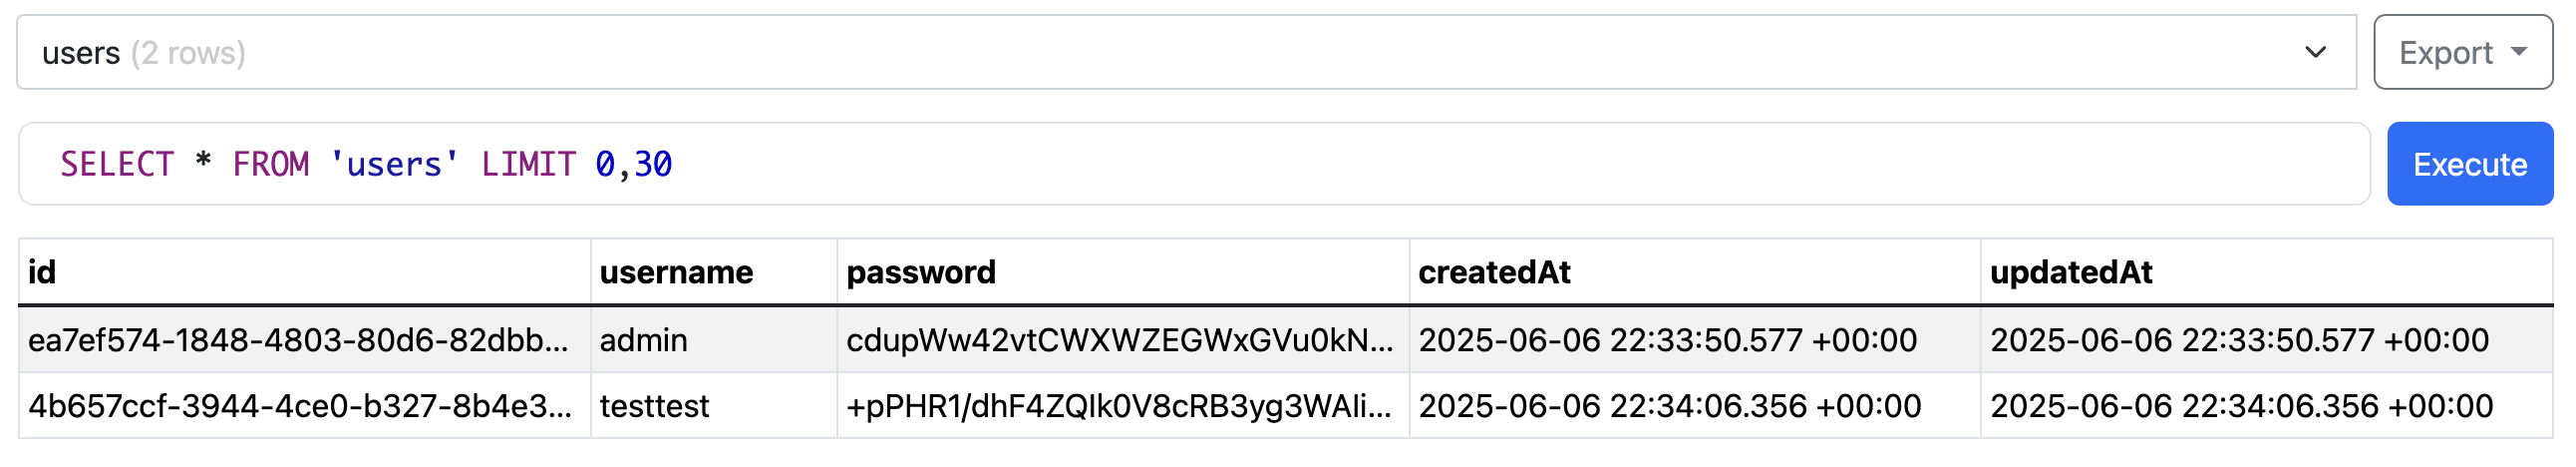 users (2 rows)
Export
SELECT * FROM 'users' LIMIT 0,30
Execute
id username password createdAt updatedAt
ea7ef574-1848-4803-80d6-82dbb... admin cdupWw42vtCWXWZEGWxGVu0kN... 2025-06-06 22:33:50.577 +00:00 2025-06-06 22:33:50.577 +00:00
4b657ccf-3944-4ce0-b327-8b4e3... testtest +pPHR1/dhF4ZQIk0V8cRB3yg3WAli... 2025-06-06 22:34:06.356 +00:00 2025-06-06 22:34:06.356 +00:00